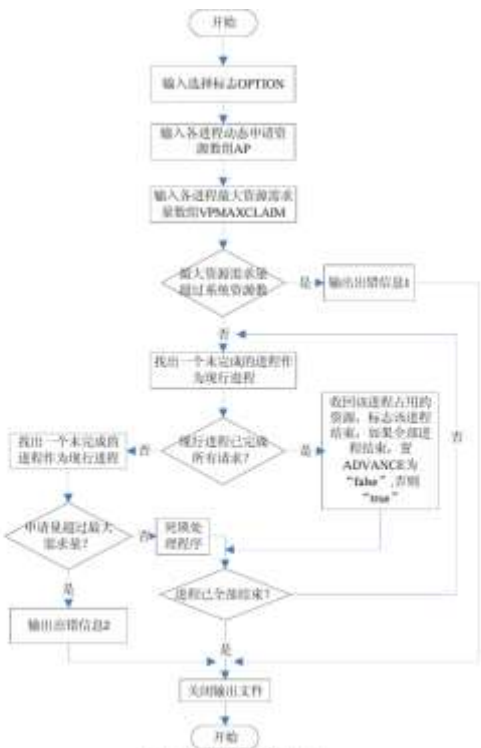 开始
输入选择标志OPTION
输入各进程动态申请资
源数组AP
输入各进程最大资源需求
量数组VPMAXCLAIM
最大资源需求量
超过系统资源数
是
输出出错信息1
否
找出一个未完成的进程作
为现行进程
现行进程已完成
所有请求?
否
是
找出一个未完成的
进程作为现行进程
收回该进程占用的
资源,标志该进程
结束,如果全部进
程结束,置
ADVANCE为
“false”,否则
“true”
否
申请量超过最大
需求量?
否
死锁处
理程序
是
输出出错信息2
进程已全部结束?
是
关闭输出文件
开始